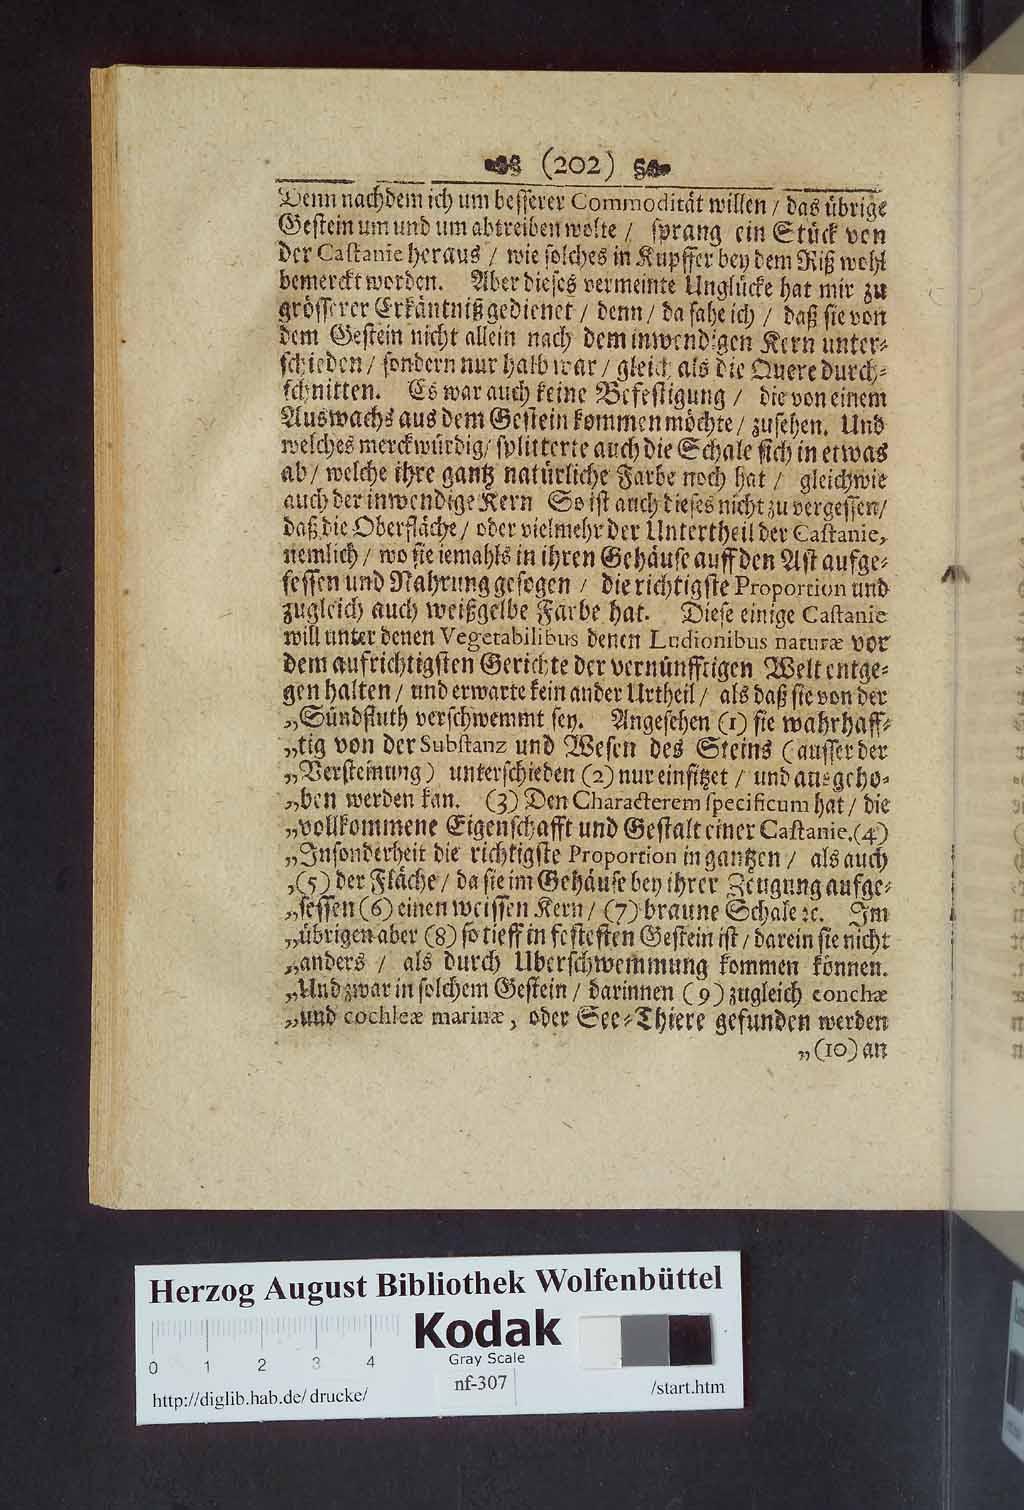 (202)
Denn nachdem ich um besserer Commodität willen / das übrige
Gestein um und um abtreiben wolte / sprang ein Stück von
der Castanie heraus / wie solches in Kupffer bey dem Riß wohl
bemerckt worden. Aber dieses vermeinte Unglücke hat mir zu
grösserer Erkäntniß gedienet / denn / da sahe ich / daß sie von
dem Gestein nicht allein nach dem inwendigen Kern unter-
schieden / sondern nur halb war / gleich als die Quere durch-
schnitten. Es war auch keine Befestigung / die von einem
Auswachs aus dem Gestein kommen möchte / zusehen. Und
welches merckwürdig / splitterte auch die Schale sich in etwas
ab / welche ihre gantz natürliche Farbe noch hat / gleichwie
auch der inwendige Kern So ist auch dieses nicht zu vergessen /
daß die Oberfläche / oder vielmehr der Untertheil der Castanie,
nemlich / wo sie iemahls in ihren Gehäuse auff den Ast aufge-
sessen und Nahrung gesogen / die richtigste Proportion und
zugleich auch weißgelbe Farbe hat. Diese einige Castanie
will unter denen Vegetabilibus denen Ludionibus naturæ vor
dem aufrichtigsten Gerichte der vernünfftigen Welt entge-
gen halten / und erwarte kein ander Urtheil / als daß sie von der
„Sündfluth verschwemmt sey. Angesehen (1) sie wahrhaff-
„tig von der Substanz und Wesen des Steins (ausser der
„Versteinung) unterschieden (2) nur einsitzet / und ausgeho-
„ben werden kan. (3) Den Characterem specificum hat / die
„vollkommene Eigenschafft und Gestalt einer Castanie. (4)
„Insonderheit die richtigste Proportion in gantzen / als auch
„(5) der Fläche / da sie im Gehäuse bey ihrer Zeugung aufge-
„sessen (6) einen weissen Kern / (7) braune Schale ꝛc. Im
„übrigen aber (8) so tieff in festesten Gestein ist / darein sie nicht
„anders / als durch Uberschwemmung kommen können.
„Und zwar in solchem Gestein / darinnen (9) zugleich conchæ
„und cochleæ marinæ, oder See-Thiere gefunden werden
„(10) an
Herzog August Bibliothek Wolfenbüttel
Kodak
Gray Scale
0 1 2 3 4
nf-307
http://diglib.hab.de/drucke/ /start.htm